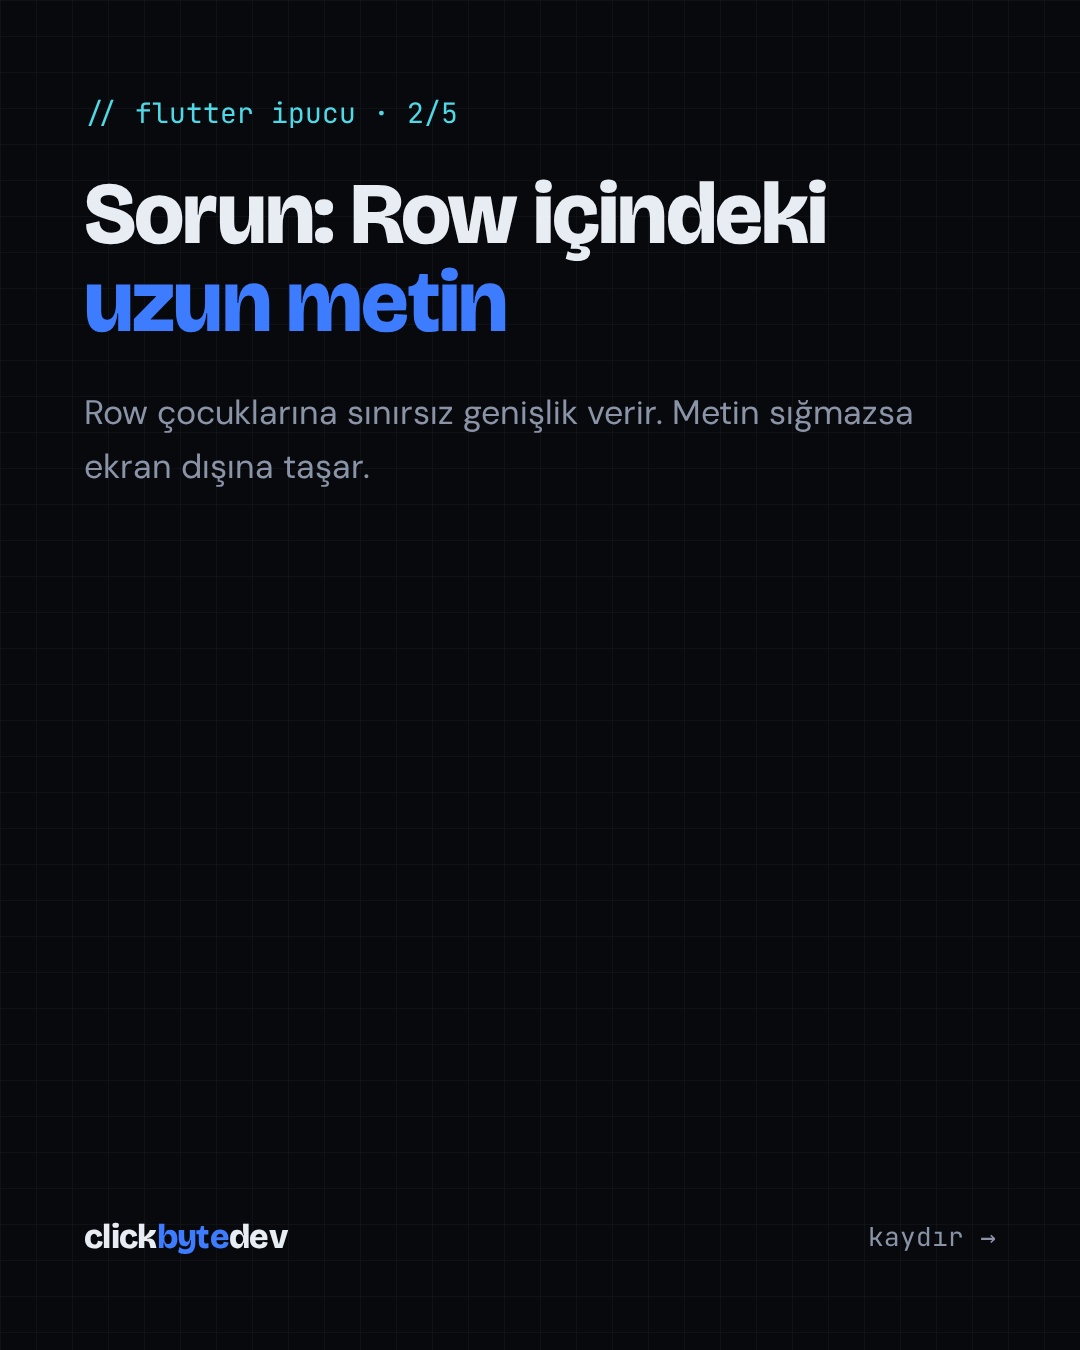 // flutter ipucu · 2/5
Sorun: Row içindeki
uzun metin
Row çocuklarına sınırsız genişlik verir. Metin sığmazsa
ekran dışına taşar.
clickbytedev
kaydır →